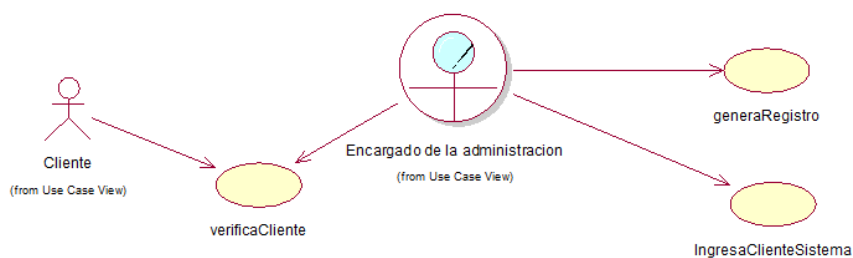 generaRegistro
Encargado de la administracion
(from Use Case View)
Cliente
(from Use Case View)
verificaCliente
IngresaClienteSistema